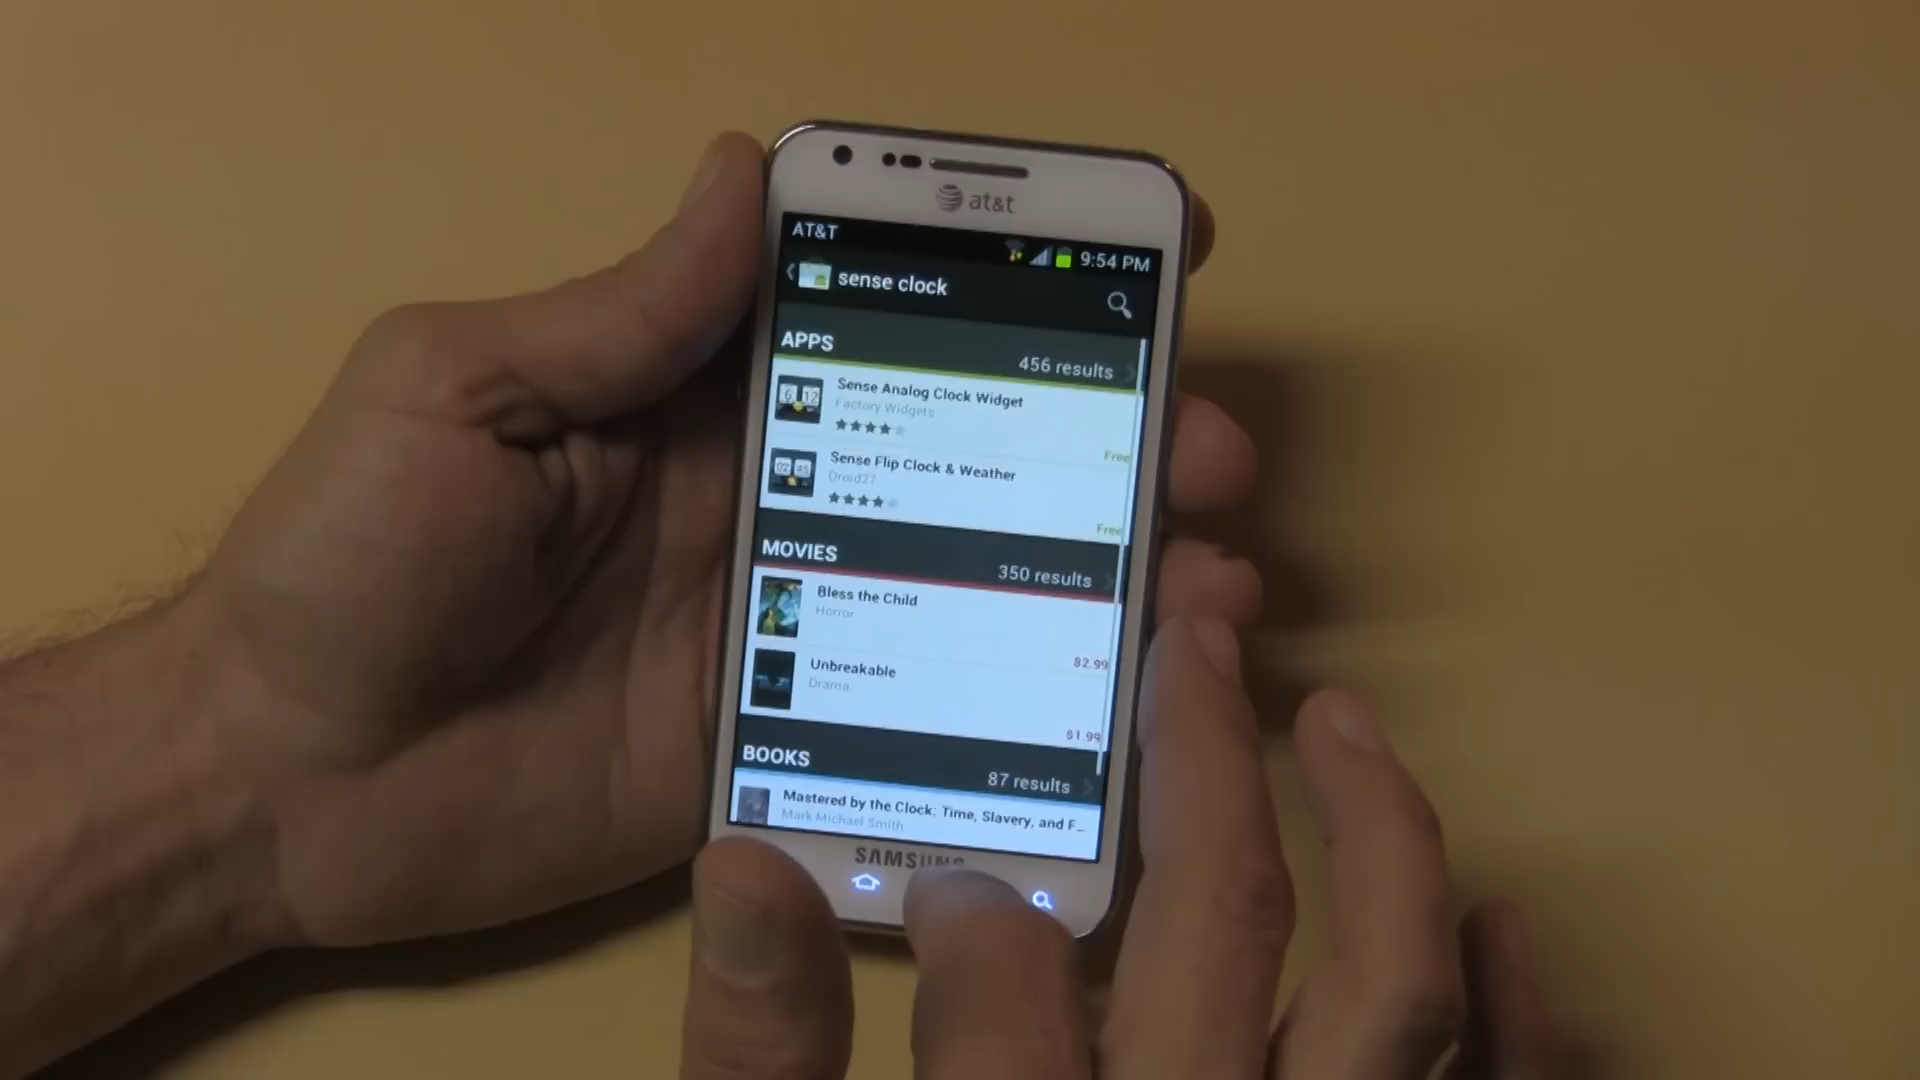 at&t
AT&T 9:54 PM
sense clock
APPS
456 results
Sense Analog Clock Widget
Factory Widgets
Free
Sense Flip Clock & Weather
Droid27
Free
MOVIES
350 results
Bless the Child
Horror
$2.99
Unbreakable
Drama
$1.99
BOOKS
87 results
Mastered by the Clock: Time, Slavery, and F...
Mark Michael Smith
SAMSUNG